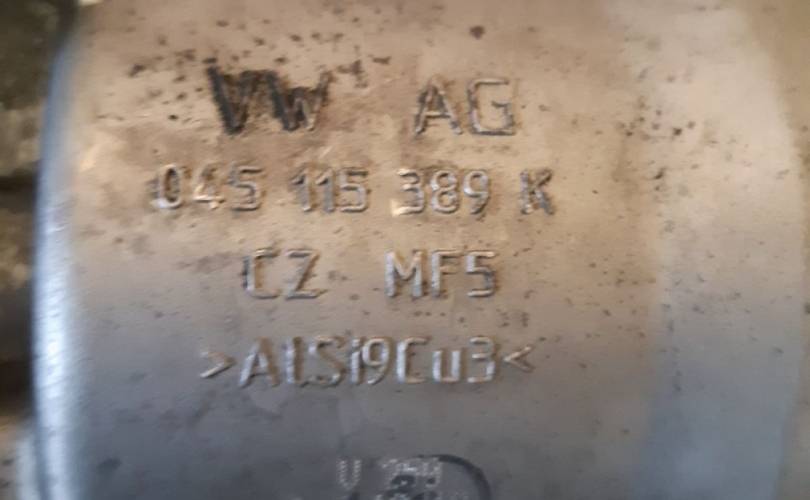 VW AG
045 115 389 K
CZ MF5
>AlSi9Cu3<